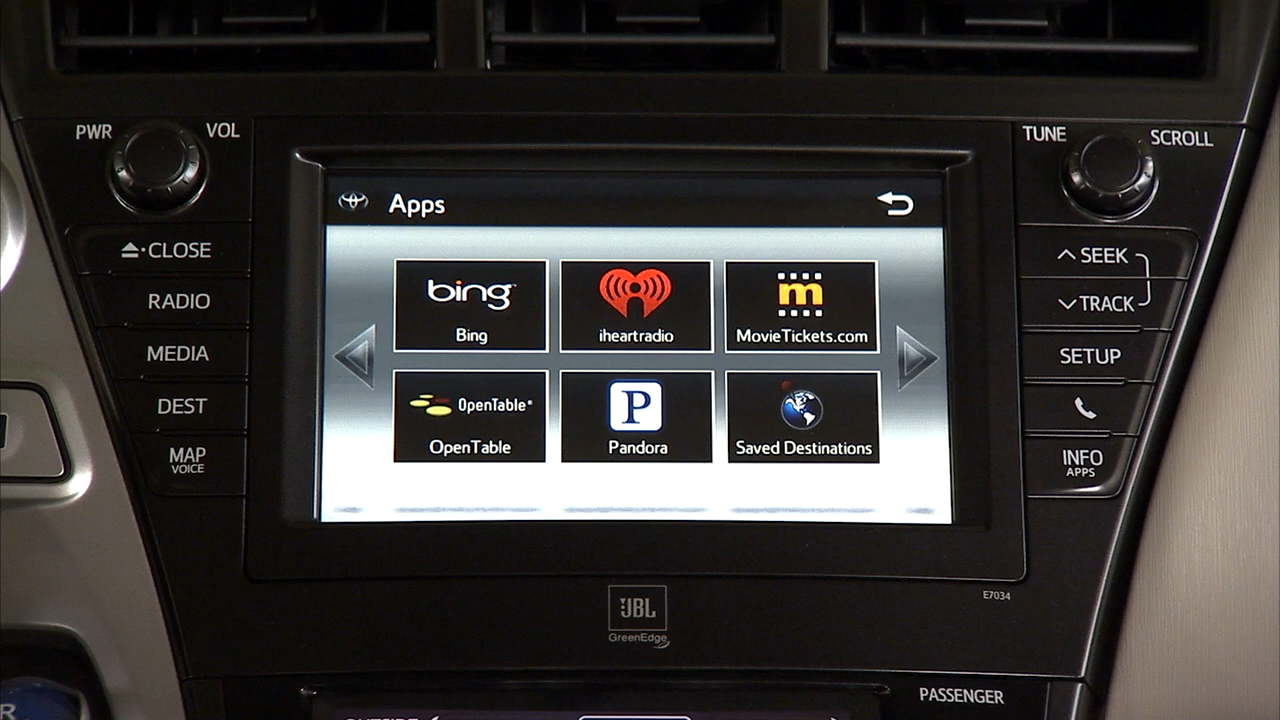 PWR
VOL
TUNE
SCROLL
Apps
CLOSE
RADIO
MEDIA
DEST
MAP
VOICE
bing
Bing
iheartradio
m
MovieTickets.com
OpenTable
OpenTable
P
Pandora
Saved Destinations
SEEK
TRACK
SETUP
INFO
APPS
E7034
JBL
GreenEdge
R
PASSENGER
OUTSIDE